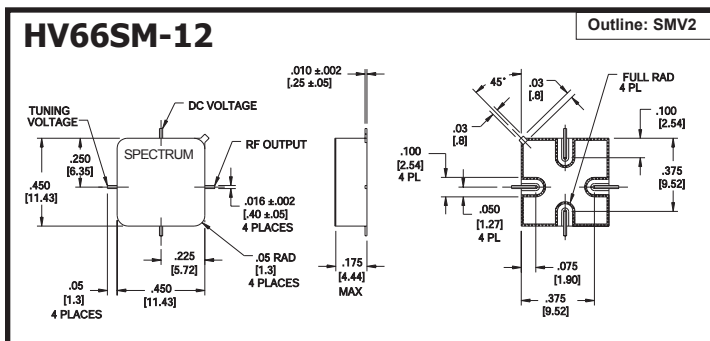 HV66SM-12
Outline: SMV2
.010 ±.002
[.25 ±.05]
45°
.03
[.8]
FULL RAD
4 PL
TUNING
VOLTAGE
DC VOLTAGE
.03
[.8]
.100
[2.54]
SPECTRUM
RF OUTPUT
.250
[6.35]
.450
[11.43]
.100
[2.54]
4 PL
.375
[9.52]
.016 ±.002
[.40 ±.05]
4 PLACES
.050
[1.27]
4 PL
.225
[5.72]
.05 RAD
[1.3]
4 PLACES
.175
[4.44]
MAX
.075
[1.90]
.05
[1.3]
4 PLACES
.450
[11.43]
.375
[9.52]